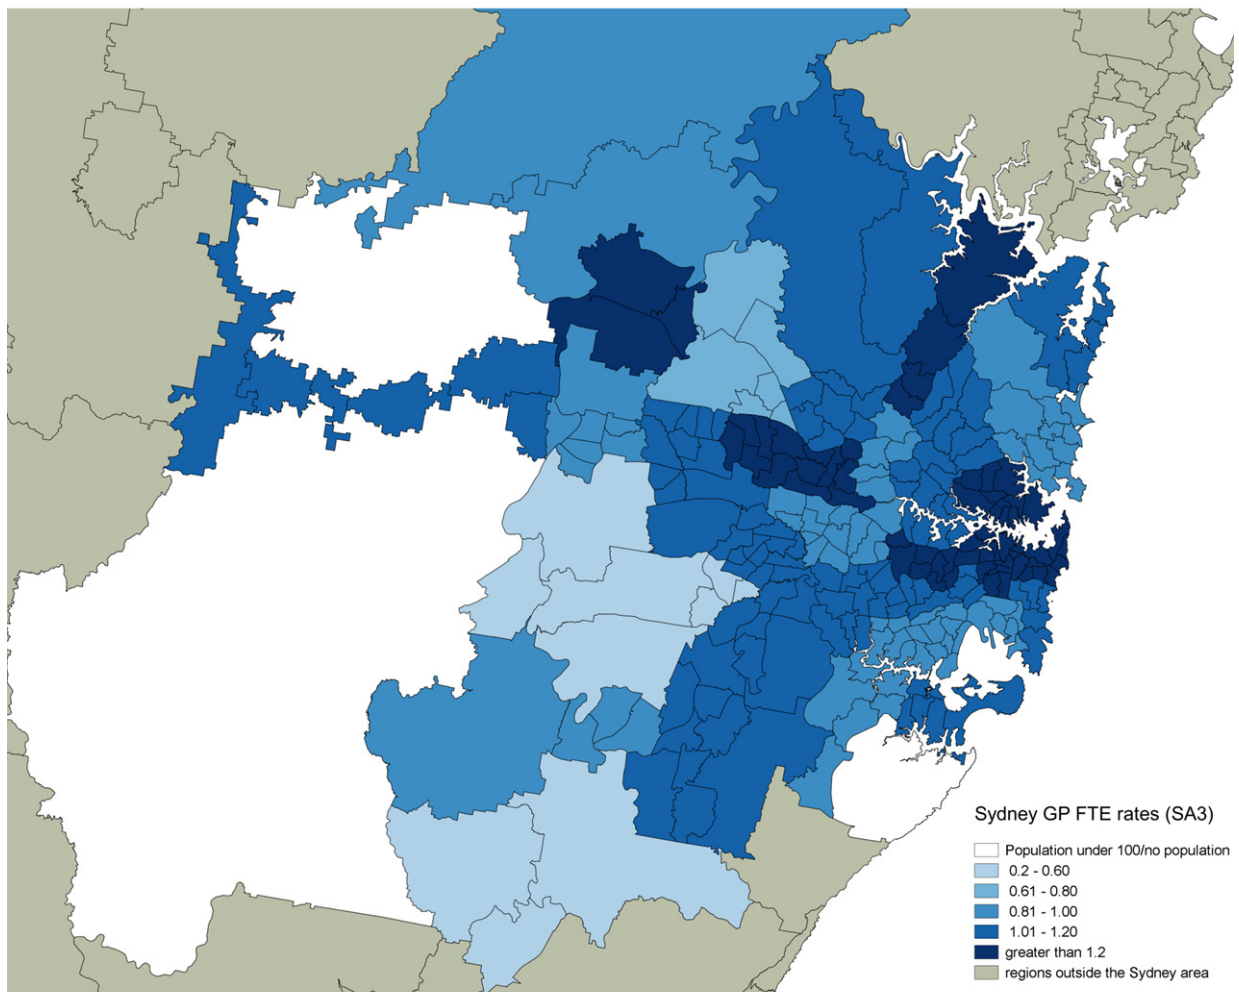 Sydney GP FTE rates (SA3)
Population under 100/no population
0.2 - 0.60
0.61 - 0.80
0.81 - 1.00
1.01 - 1.20
greater than 1.2
regions outside the Sydney area